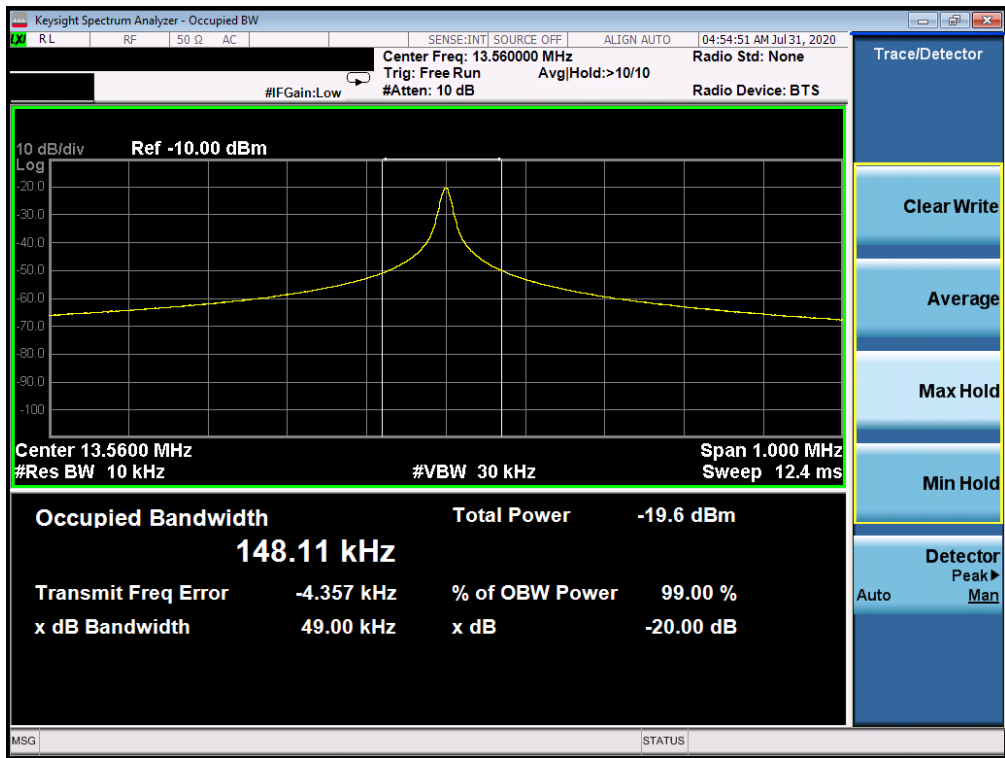 Keysight Spectrum Analyzer - Occupied BW
LXI RL RF 50 Ω AC SENSE:INT SOURCE OFF ALIGN AUTO 04:54:51 AM Jul 31, 2020
Center Freq: 13.560000 MHz Radio Std: None
Trig: Free Run Avg|Hold:>10/10
#IFGain:Low #Atten: 10 dB Radio Device: BTS
10 dB/div Ref -10.00 dBm
Log
-20.0
-30.0
-40.0
-50.0
-60.0
-70.0
-80.0
-90.0
-100
Center 13.5600 MHz Span 1.000 MHz
#Res BW 10 kHz #VBW 30 kHz Sweep 12.4 ms
Occupied Bandwidth Total Power -19.6 dBm
148.11 kHz
Transmit Freq Error -4.357 kHz % of OBW Power 99.00 %
x dB Bandwidth 49.00 kHz x dB -20.00 dB
MSG STATUS
Trace/Detector
Clear Write
Average
Max Hold
Min Hold
Detector
Peak▶
Auto Man